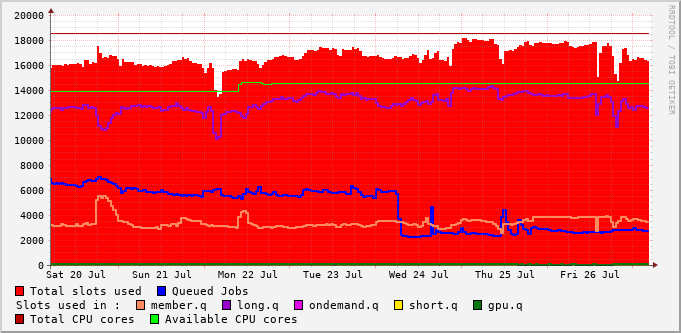 20000
18000
16000
14000
12000
10000
8000
6000
4000
2000
0
Sat 20 Jul Sun 21 Jul Mon 22 Jul Tue 23 Jul Wed 24 Jul Thu 25 Jul Fri 26 Jul
Total slots used Queued Jobs
Slots used in : member.q long.q ondemand.q short.q gpu.q
Total CPU cores Available CPU cores
RRDTOOL / TOBI OETIKER